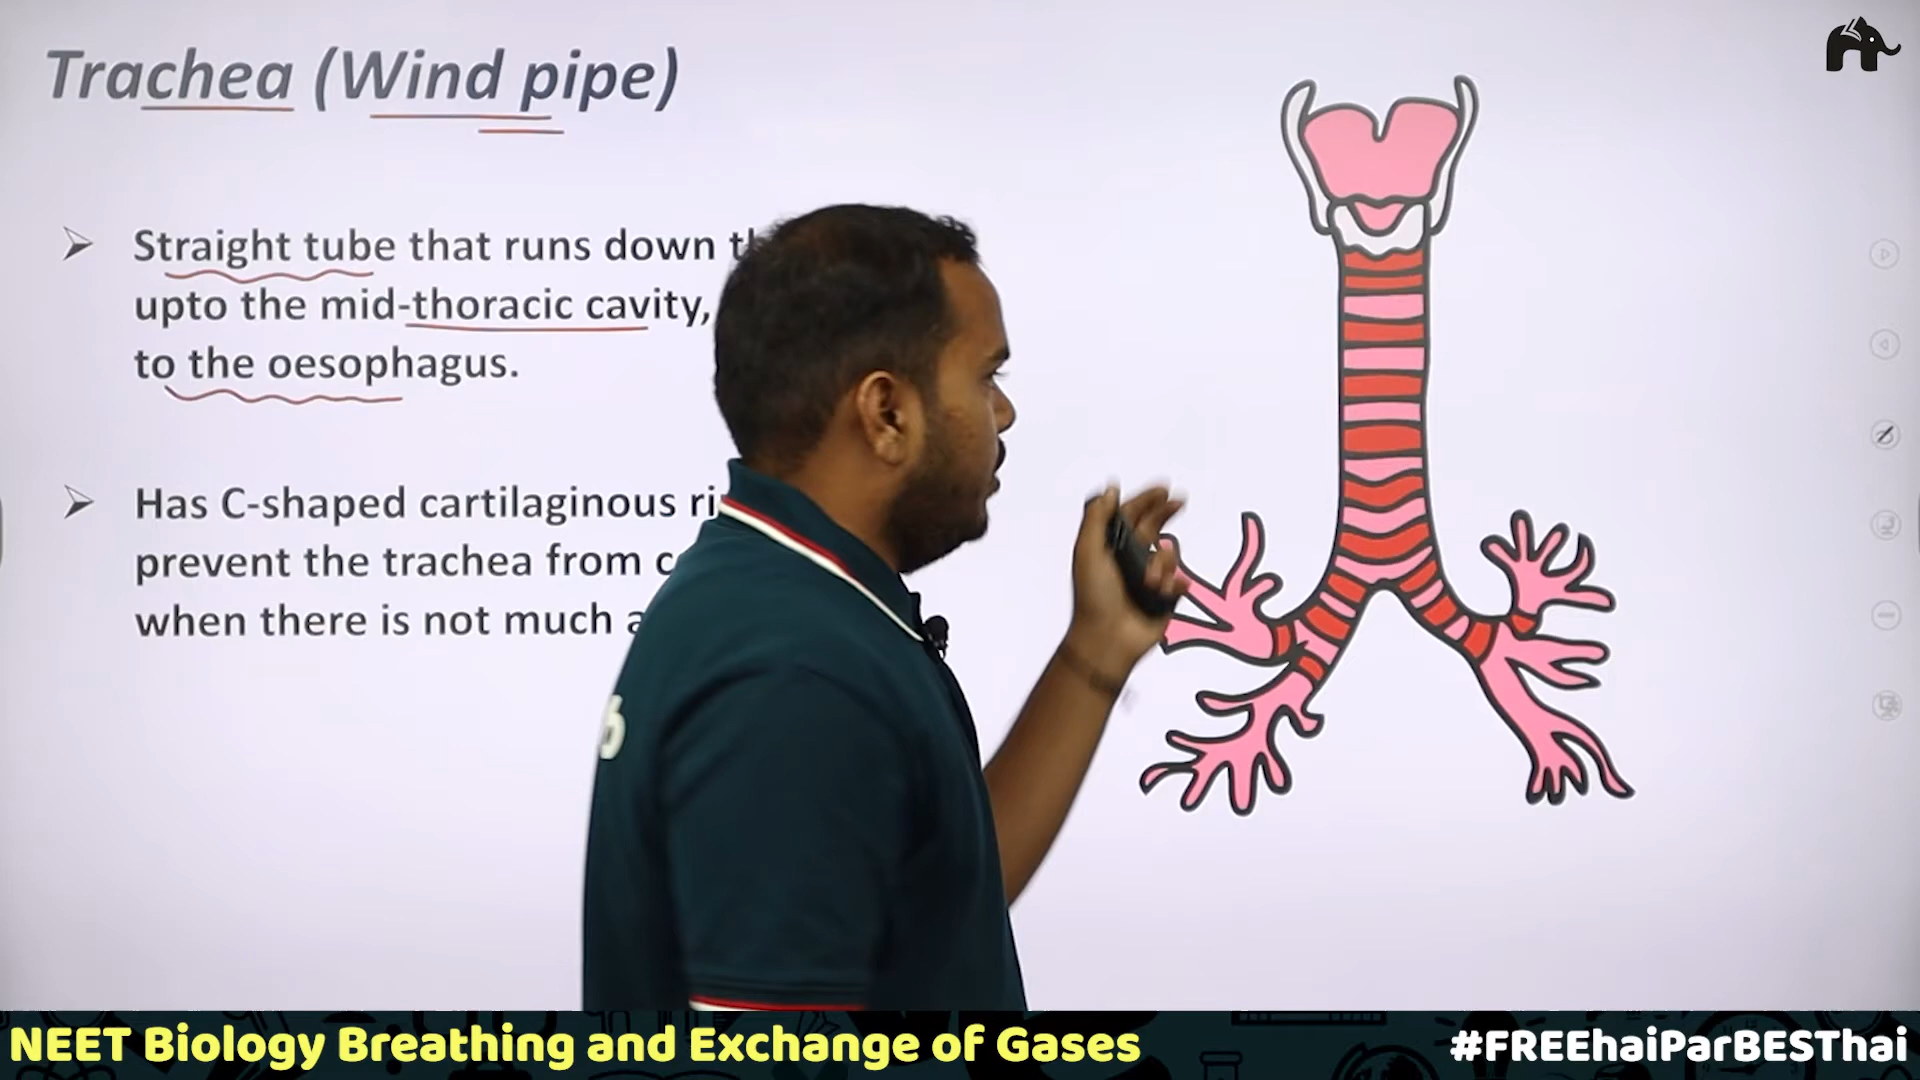 Trachea (Wind pipe)
Straight tube that runs down
upto the mid-thoracic cavity,
to the oesophagus.
Has C-shaped cartilaginous
prevent the trachea from
when there is not much
NEET Biology Breathing and Exchange of Gases
#FREEhaiParBESThai